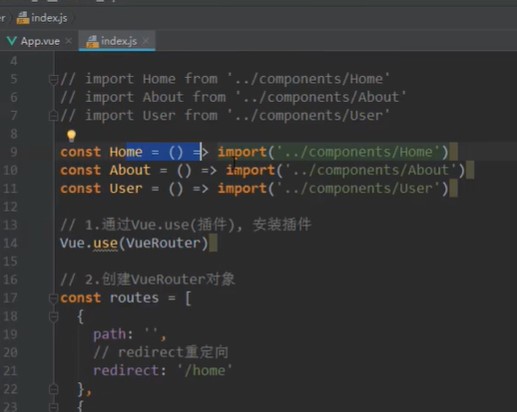 er
index.js
App.vue ×
index.js ×
4
5 // import Home from '../components/Home'
6 // import About from '../components/About'
7 // import User from '../components/User'
8
9 const Home = () => import('../components/Home')
10 const About = () => import('../components/About')
11 const User = () => import('../components/User')
12
13 // 1.通过Vue.use(插件), 安装插件
14 Vue.use(VueRouter)
15
16 // 2.创建VueRouter对象
17 const routes = [
18 {
19 path: '',
20 // redirect重定向
21 redirect: '/home'
22 },
23 {